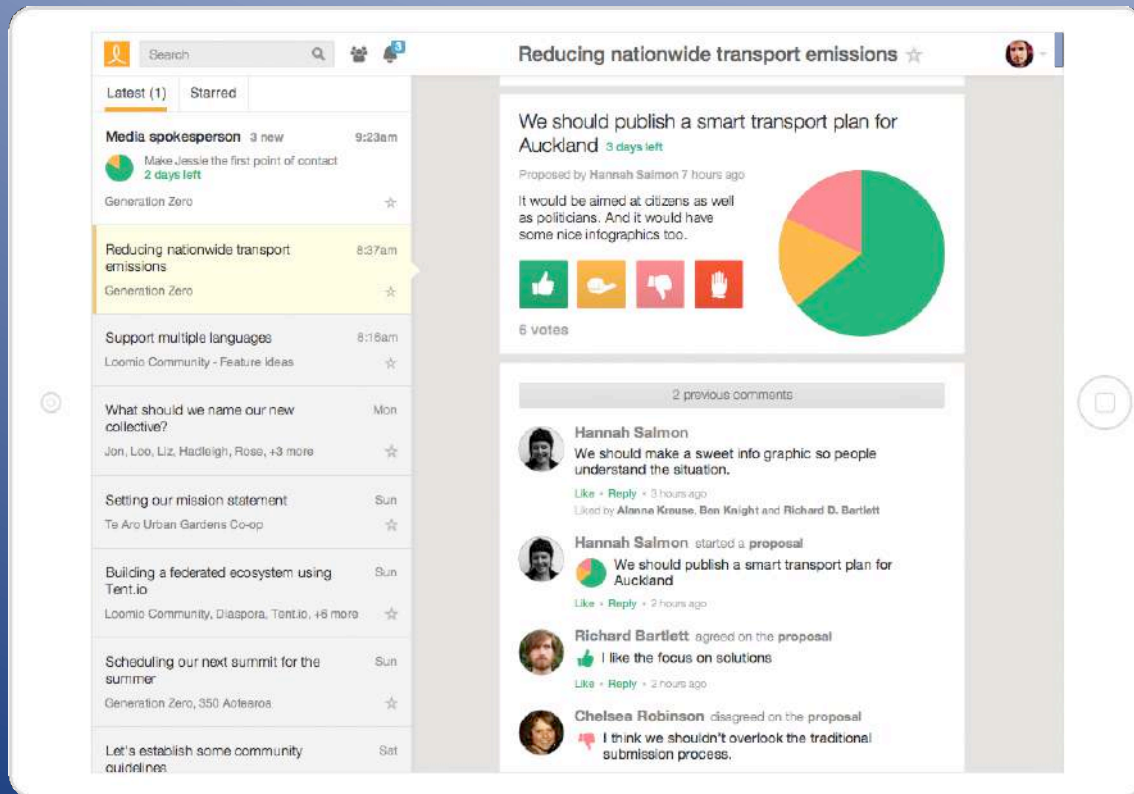 Search
3
Reducing nationwide transport emissions
Latest (1) Starred
Media spokesperson 3 new 9:23am
Make Jessie the first point of contact
2 days left
Generation Zero
Reducing nationwide transport 8:37am
emissions
Generation Zero
Support multiple languages 8:16am
Loomio Community - Feature Ideas
What should we name our new Mon
collective?
Jon, Loo, Liz, Hadleigh, Rose, +3 more
Setting our mission statement Sun
Te Aro Urban Gardens Co-op
Building a federated ecosystem using Sun
Tent.io
Loomio Community, Diaspora, Tent.io, +6 more
Scheduling our next summit for the Sun
summer
Generation Zero, 350 Aotearoa
Let's establish some community Sat
guidelines
We should publish a smart transport plan for
Auckland 3 days left
Proposed by Hannah Salmon 7 hours ago
It would be aimed at citizens as well
as politicians. And it would have
some nice infographics too.
6 votes
2 previous comments
Hannah Salmon
We should make a sweet info graphic so people
understand the situation.
Like • Reply • 3 hours ago
Liked by Alanna Krause, Ben Knight and Richard D. Bartlett
Hannah Salmon started a proposal
We should publish a smart transport plan for
Auckland
Like • Reply • 2 hours ago
Richard Bartlett agreed on the proposal
I like the focus on solutions
Like • Reply • 2 hours ago
Chelsea Robinson disagreed on the proposal
I think we shouldn't overlook the traditional
submission process.